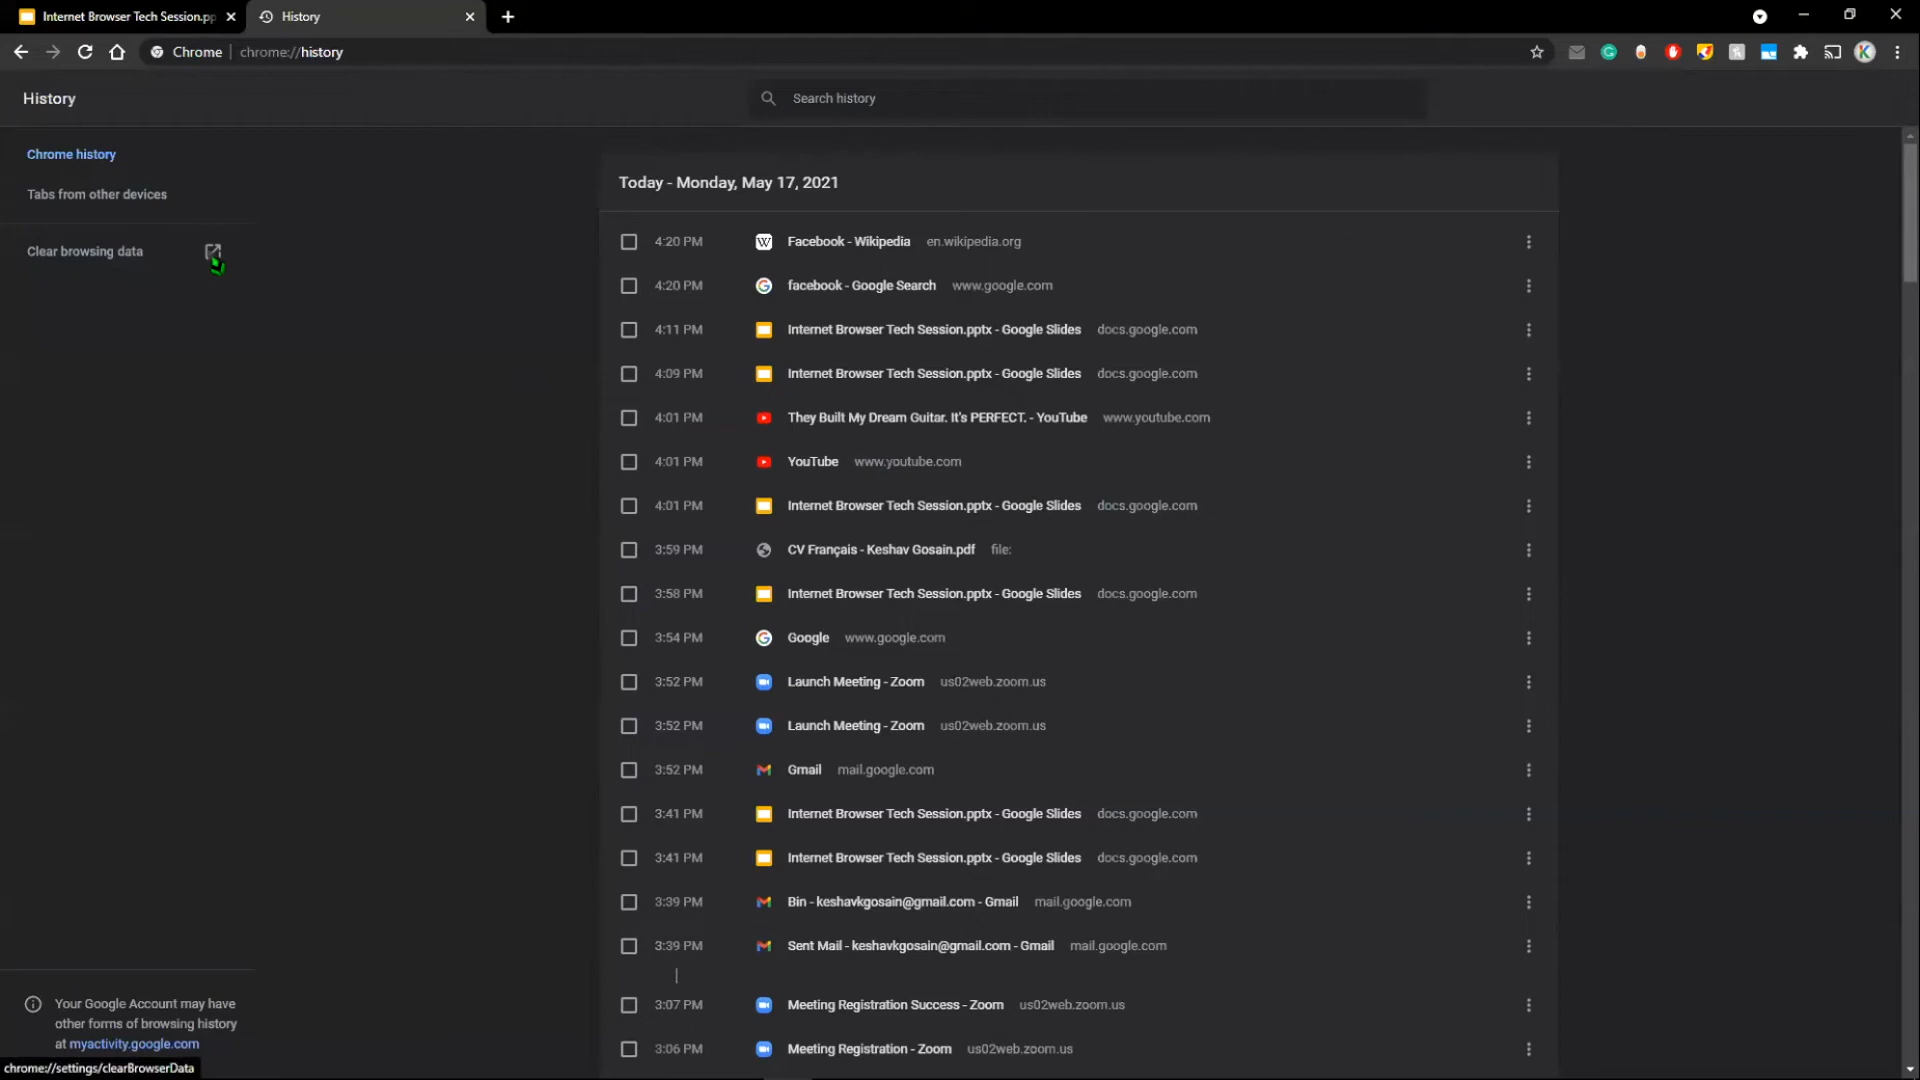 Internet Browser Tech Session.pp
History
Chrome chrome://history
History
Search history
Chrome history
Tabs from other devices
Clear browsing data
Today - Monday, May 17, 2021
4:20 PM Facebook - Wikipedia en.wikipedia.org
4:20 PM facebook - Google Search www.google.com
4:11 PM Internet Browser Tech Session.pptx - Google Slides docs.google.com
4:09 PM Internet Browser Tech Session.pptx - Google Slides docs.google.com
4:01 PM They Built My Dream Guitar. It's PERFECT. - YouTube www.youtube.com
4:01 PM YouTube www.youtube.com
4:01 PM Internet Browser Tech Session.pptx - Google Slides docs.google.com
3:59 PM CV Français - Keshav Gosain.pdf file:
3:58 PM Internet Browser Tech Session.pptx - Google Slides docs.google.com
3:54 PM Google www.google.com
3:52 PM Launch Meeting - Zoom us02web.zoom.us
3:52 PM Launch Meeting - Zoom us02web.zoom.us
3:52 PM Gmail mail.google.com
3:41 PM Internet Browser Tech Session.pptx - Google Slides docs.google.com
3:41 PM Internet Browser Tech Session.pptx - Google Slides docs.google.com
3:39 PM Bin - keshavkgosain@gmail.com - Gmail mail.google.com
3:39 PM Sent Mail - keshavkgosain@gmail.com - Gmail mail.google.com
3:07 PM Meeting Registration Success - Zoom us02web.zoom.us
3:06 PM Meeting Registration - Zoom us02web.zoom.us
Your Google Account may have
other forms of browsing history
at myactivity.google.com
chrome://settings/clearBrowserData